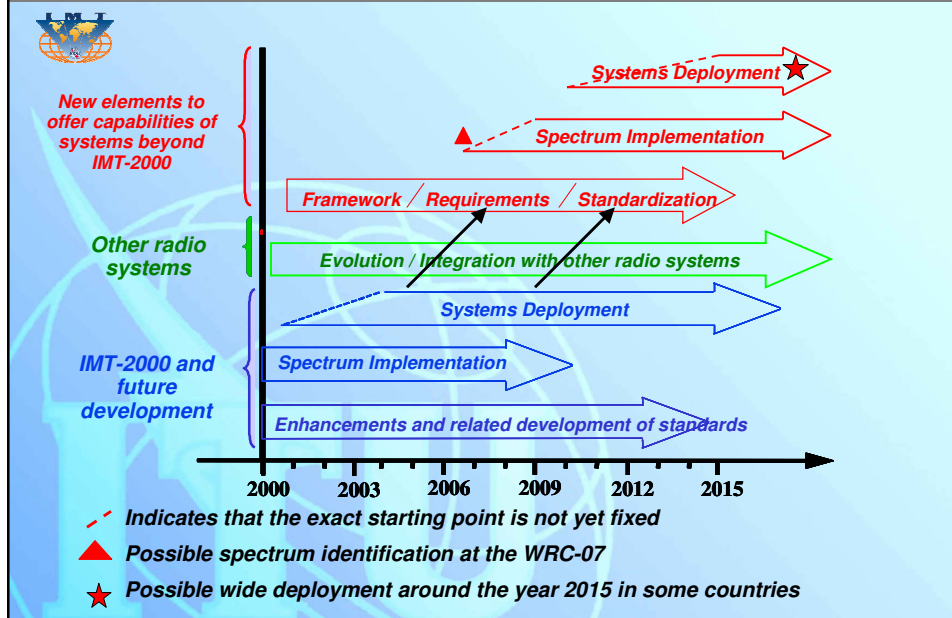 IMT
Systems Deployment
New elements to
offer capabilities of
systems beyond
IMT-2000
Spectrum Implementation
Framework / Requirements / Standardization
Other radio
systems
Evolution / Integration with other radio systems
Systems Deployment
IMT-2000 and
future
development
Spectrum Implementation
Enhancements and related development of standards
2000 2003 2006 2009 2012 2015
Indicates that the exact starting point is not yet fixed
Possible spectrum identification at the WRC-07
Possible wide deployment around the year 2015 in some countries
ITU